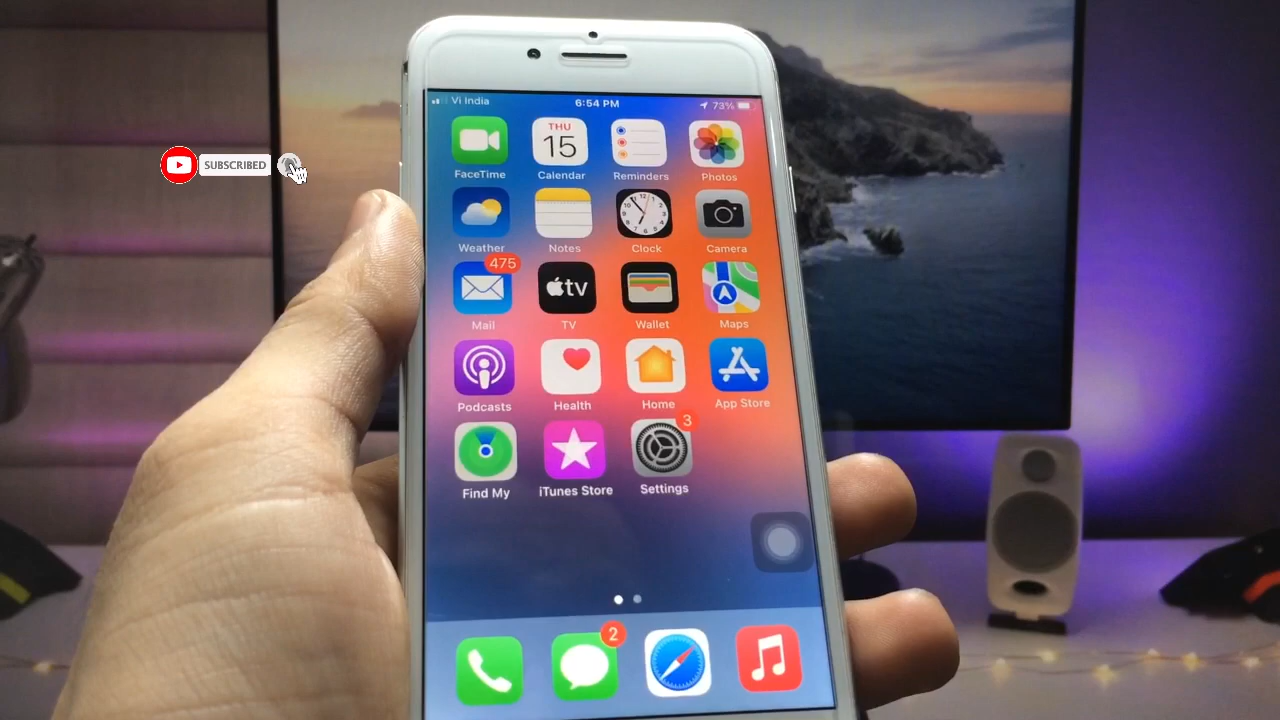 Vi India 6:54 PM 73%
THU
15
FaceTime Calendar Reminders Photos
12
Weather Notes Clock Camera
475
tv
Mail TV Wallet Maps
Podcasts Health Home App Store
3
Find My iTunes Store Settings
2
SUBSCRIBED